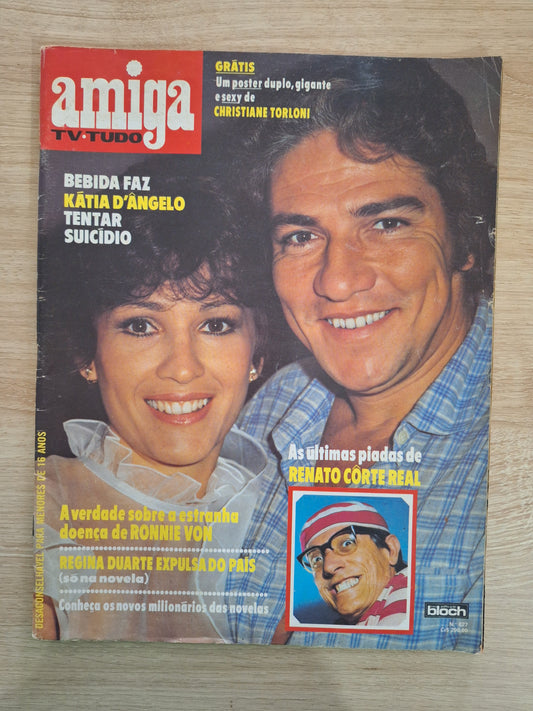 amiga
TV·TUDO
GRÁTIS
Um poster duplo, gigante
e sexy de
CHRISTIANE TORLONI
BEBIDA FAZ
KÁTIA D'ÂNGELO
TENTAR
SUICÍDIO
As últimas piadas de
RENATO CÔRTE REAL
A verdade sobre a estranha
doença de RONNIE VON
REGINA DUARTE EXPULSA DO PAÍS
(só na novela)
Conheça os novos milionários das novelas
DESACONSELHÁVEL PARA MENORES DE 16 ANOS
bloch